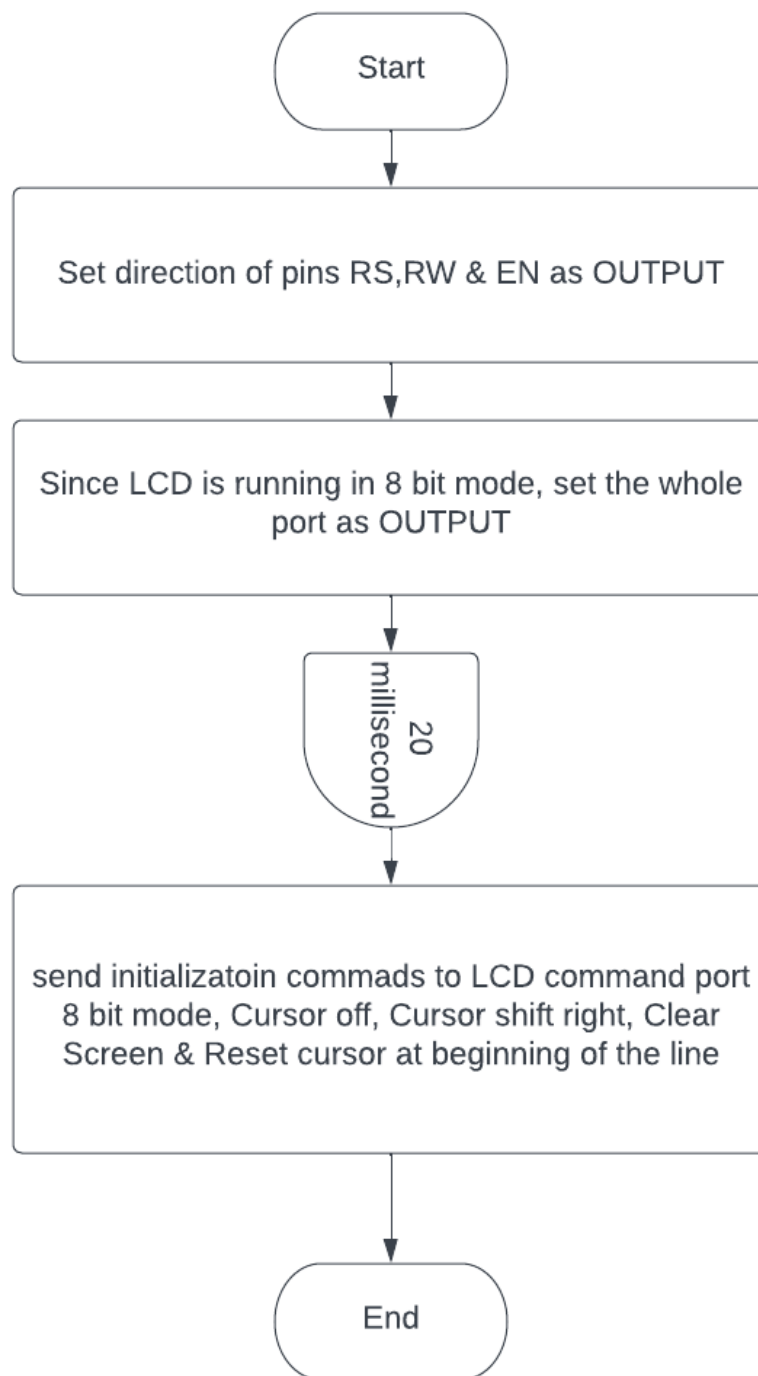 Start
Set direction of pins RS,RW & EN as OUTPUT
Since LCD is running in 8 bit mode, set the whole
port as OUTPUT
20
millisecond
send initializatoin commads to LCD command port
8 bit mode, Cursor off, Cursor shift right, Clear
Screen & Reset cursor at beginning of the line
End